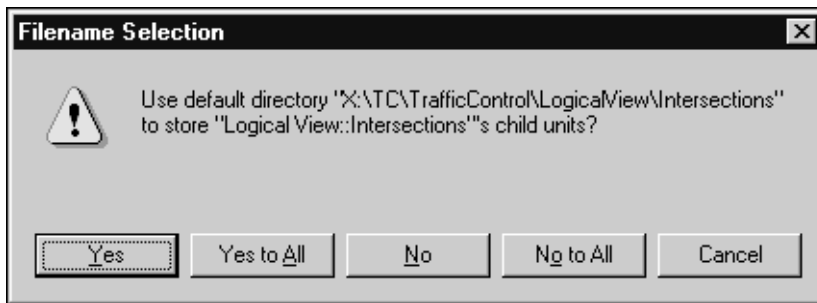 Filename Selection
Use default directory "X:\TC\TrafficControl\LogicalView\Intersections"
to store "Logical View::Intersections"'s child units?
Yes
Yes to All
No
No to All
Cancel